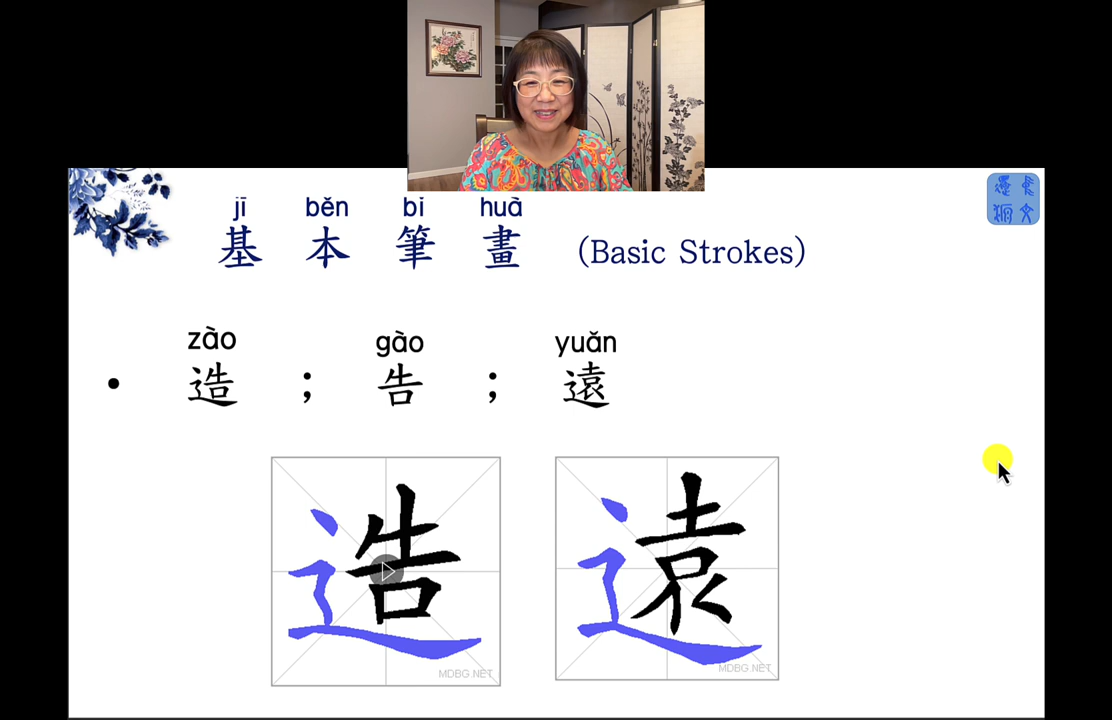 jī běn bǐ huà
基 本 筆 畫 (Basic Strokes)
zào gào yuǎn
• 造 ； 告 ； 遠
造 遠
MDBG.NET MDBG.NET